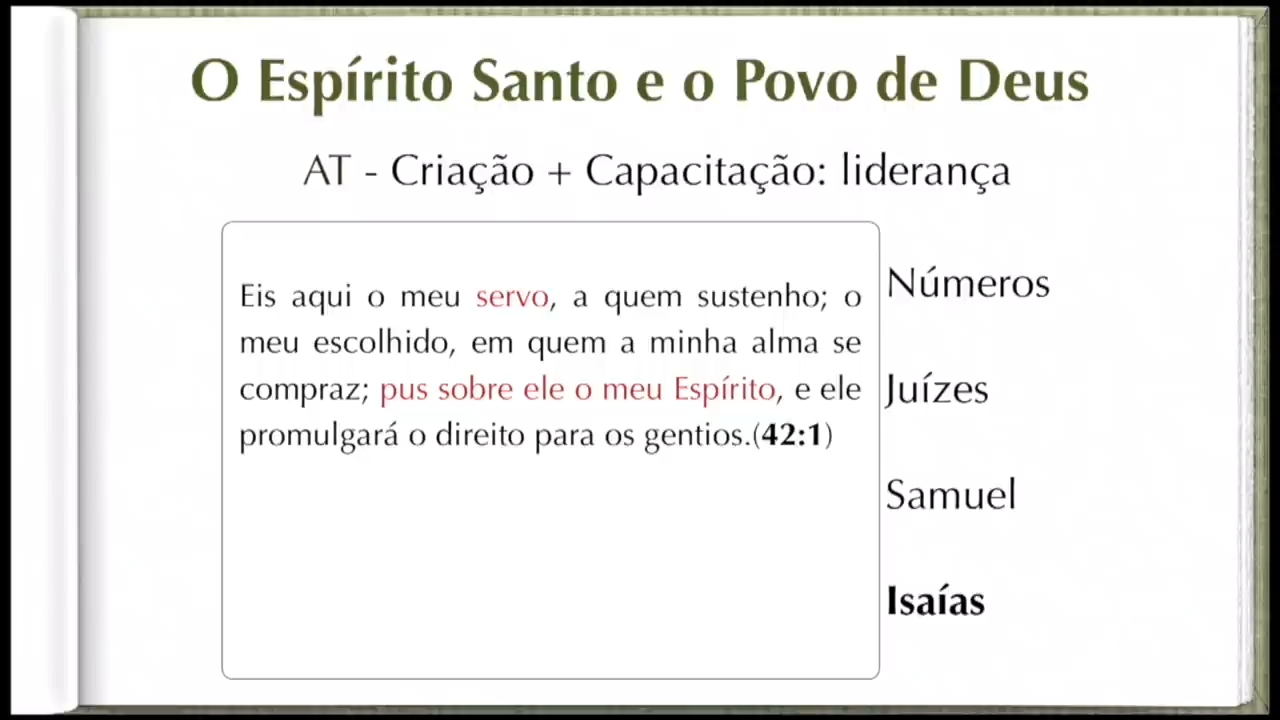 O Espírito Santo e o Povo de Deus
AT - Criação + Capacitação: liderança
Eis aqui o meu servo, a quem sustenho; o
meu escolhido, em quem a minha alma se
compraz; pus sobre ele o meu Espírito, e ele
promulgará o direito para os gentios.(42:1)
Números
Juízes
Samuel
Isaías